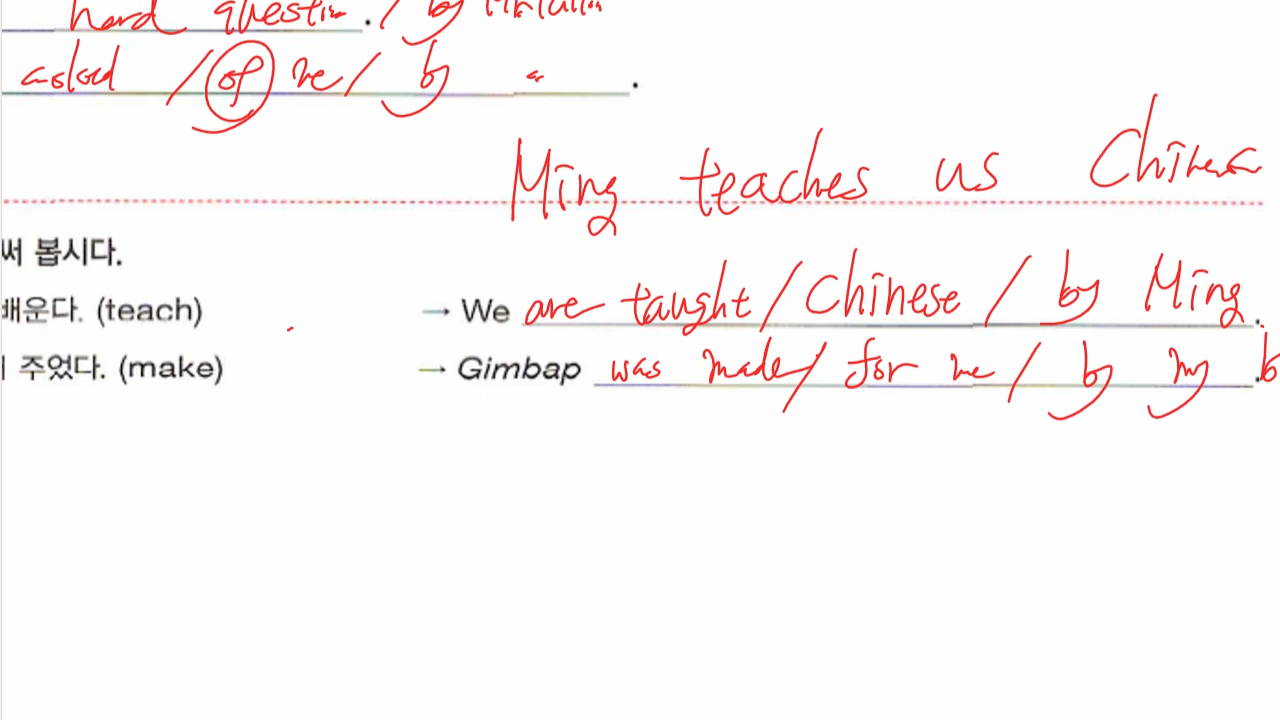 hard question. / by
asked / of me / by ".
Ming teaches us Chinese
써 봅시다.
배운다. (teach) → We are taught / Chinese / by Ming.
주었다. (make) → Gimbap was made / for me / by my b.